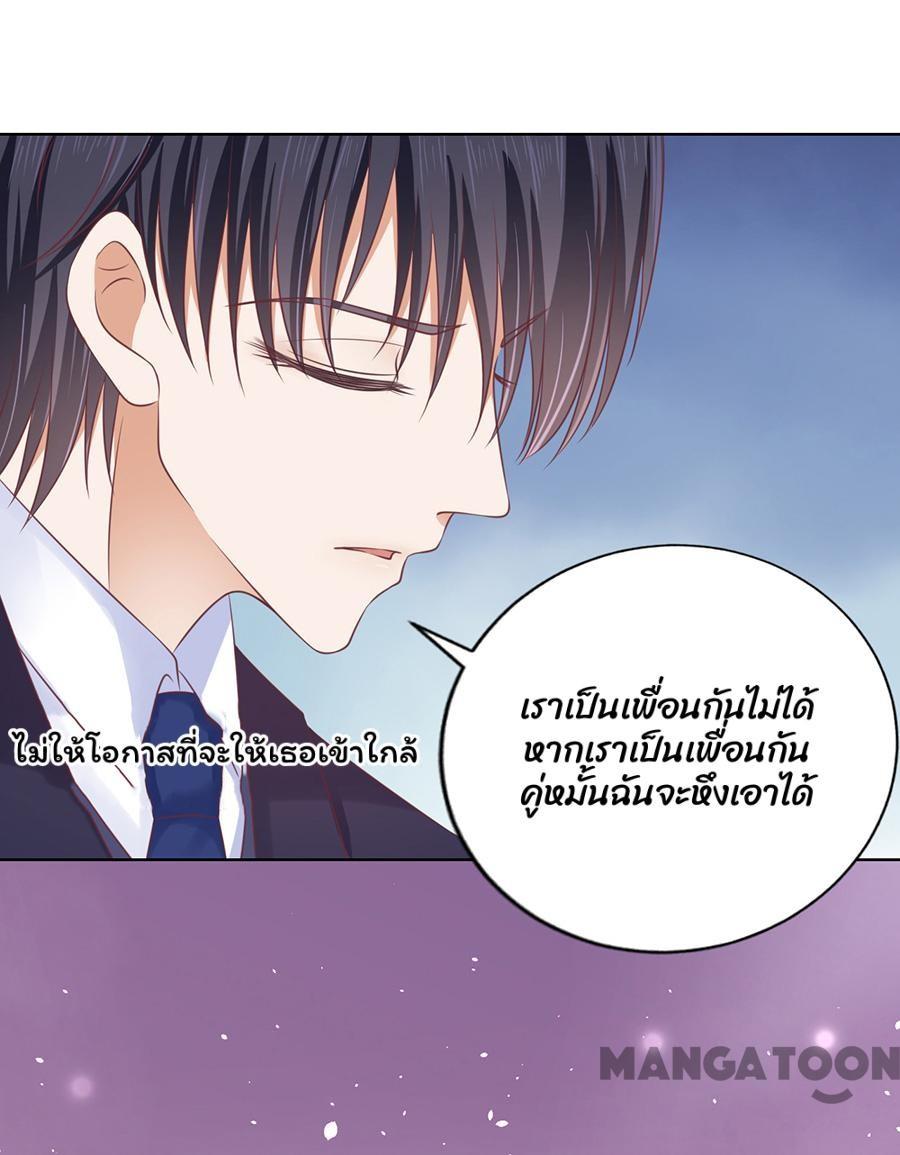 เราเป็นเพื่อนกันไม่ได้
หากเราเป็นเพื่อนกัน
คู่หมั้นฉันจะหึงเอาได้
ไม่ให้โอกาสที่จะให้เธอเข้าใกล้
MANGATOON